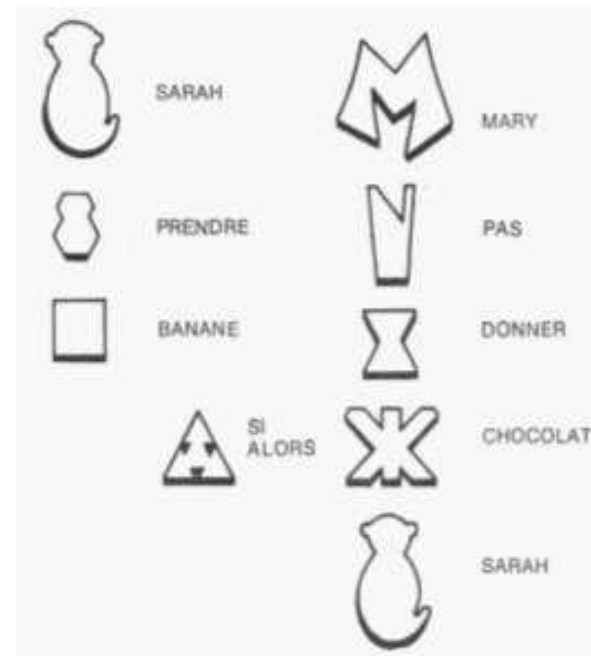 SARAH
PRENDRE
BANANE
SI
ALORS
MARY
PAS
DONNER
CHOCOLAT
SARAH